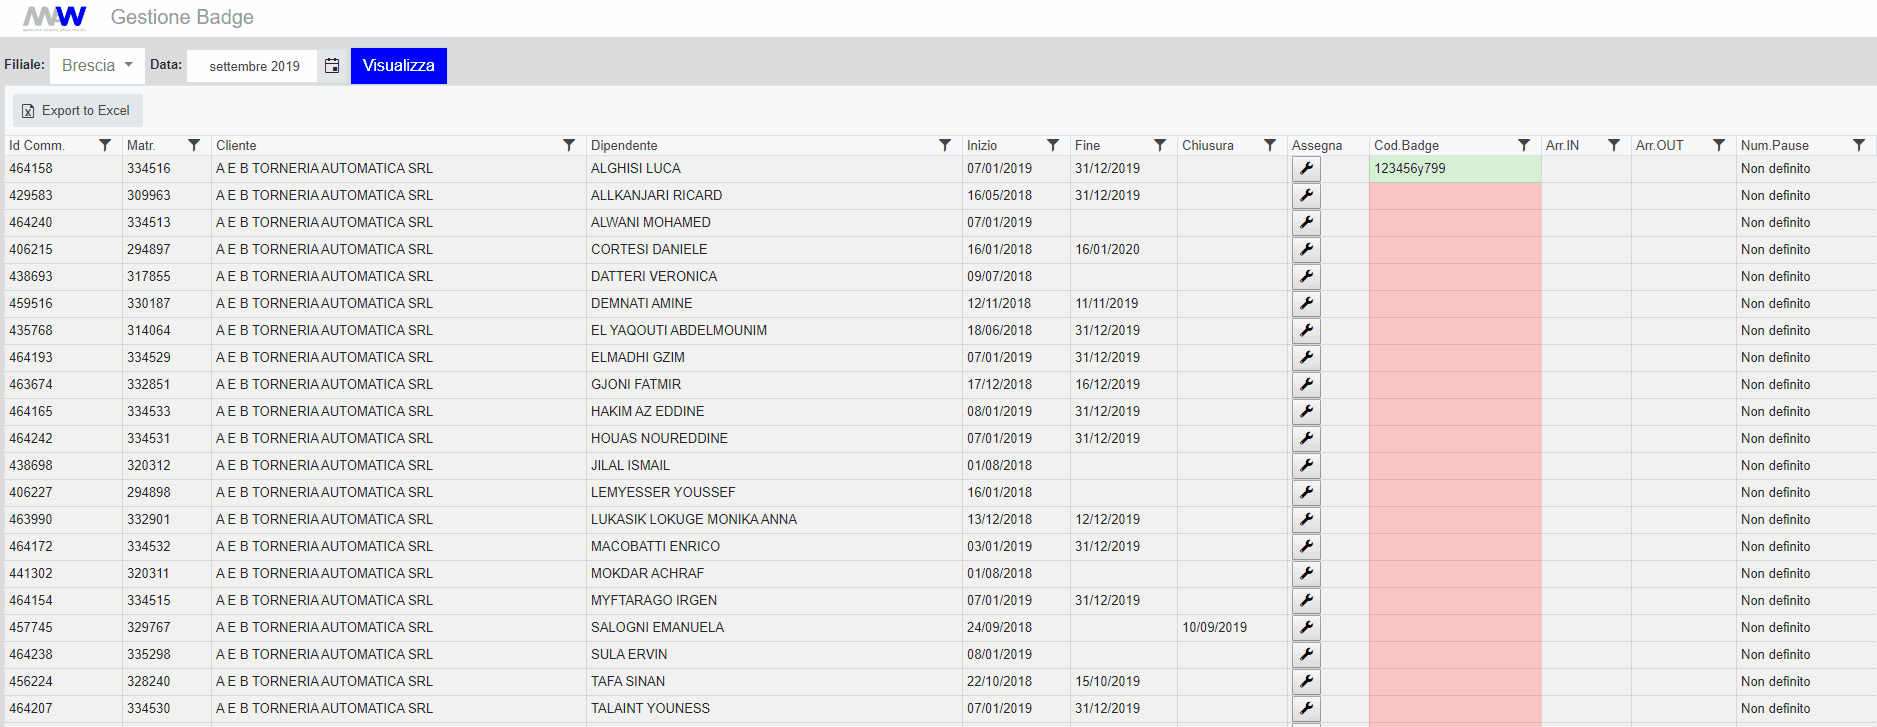 MAW Gestione Badge
Filiale: Brescia Data: settembre 2019 Visualizza
Export to Excel
Id Comm. Matr. Cliente Dipendente Inizio Fine Chiusura Assegna Cod.Badge Arr.IN Arr.OUT Num.Pause
464158 334516 A E B TORNERIA AUTOMATICA SRL ALGHISI LUCA 07/01/2019 31/12/2019 123456y799 Non definito
429583 309963 A E B TORNERIA AUTOMATICA SRL ALLKANJARI RICARD 16/05/2018 31/12/2019 Non definito
464240 334513 A E B TORNERIA AUTOMATICA SRL ALWANI MOHAMED 07/01/2019 Non definito
406215 294897 A E B TORNERIA AUTOMATICA SRL CORTESI DANIELE 16/01/2018 16/01/2020 Non definito
438693 317855 A E B TORNERIA AUTOMATICA SRL DATTERI VERONICA 09/07/2018 Non definito
459516 330187 A E B TORNERIA AUTOMATICA SRL DEMNATI AMINE 12/11/2018 11/11/2019 Non definito
435768 314064 A E B TORNERIA AUTOMATICA SRL EL YAQOUTI ABDELMOUNIM 18/06/2018 31/12/2019 Non definito
464193 334529 A E B TORNERIA AUTOMATICA SRL ELMADHI GZIM 07/01/2019 31/12/2019 Non definito
463674 332851 A E B TORNERIA AUTOMATICA SRL GJONI FATMIR 17/12/2018 16/12/2019 Non definito
464165 334533 A E B TORNERIA AUTOMATICA SRL HAKIM AZ EDDINE 08/01/2019 31/12/2019 Non definito
464242 334531 A E B TORNERIA AUTOMATICA SRL HOUAS NOUREDDINE 07/01/2019 31/12/2019 Non definito
438698 320312 A E B TORNERIA AUTOMATICA SRL JILAL ISMAIL 01/08/2018 Non definito
406227 294898 A E B TORNERIA AUTOMATICA SRL LEMYESSER YOUSSEF 16/01/2018 Non definito
463990 332901 A E B TORNERIA AUTOMATICA SRL LUKASIK LOKUGE MONIKA ANNA 13/12/2018 12/12/2019 Non definito
464172 334532 A E B TORNERIA AUTOMATICA SRL MACOBATTI ENRICO 03/01/2019 31/12/2019 Non definito
441302 320311 A E B TORNERIA AUTOMATICA SRL MOKDAR ACHRAF 01/08/2018 Non definito
464154 334515 A E B TORNERIA AUTOMATICA SRL MYFTARAGO IRGEN 07/01/2019 31/12/2019 Non definito
457745 329767 A E B TORNERIA AUTOMATICA SRL SALOGNI EMANUELA 24/09/2018 10/09/2019 Non definito
464238 335298 A E B TORNERIA AUTOMATICA SRL SULA ERVIN 08/01/2019 Non definito
456224 328240 A E B TORNERIA AUTOMATICA SRL TAFA SINAN 22/10/2018 15/10/2019 Non definito
464207 334530 A E B TORNERIA AUTOMATICA SRL TALAINT YOUNESS 07/01/2019 31/12/2019 Non definito